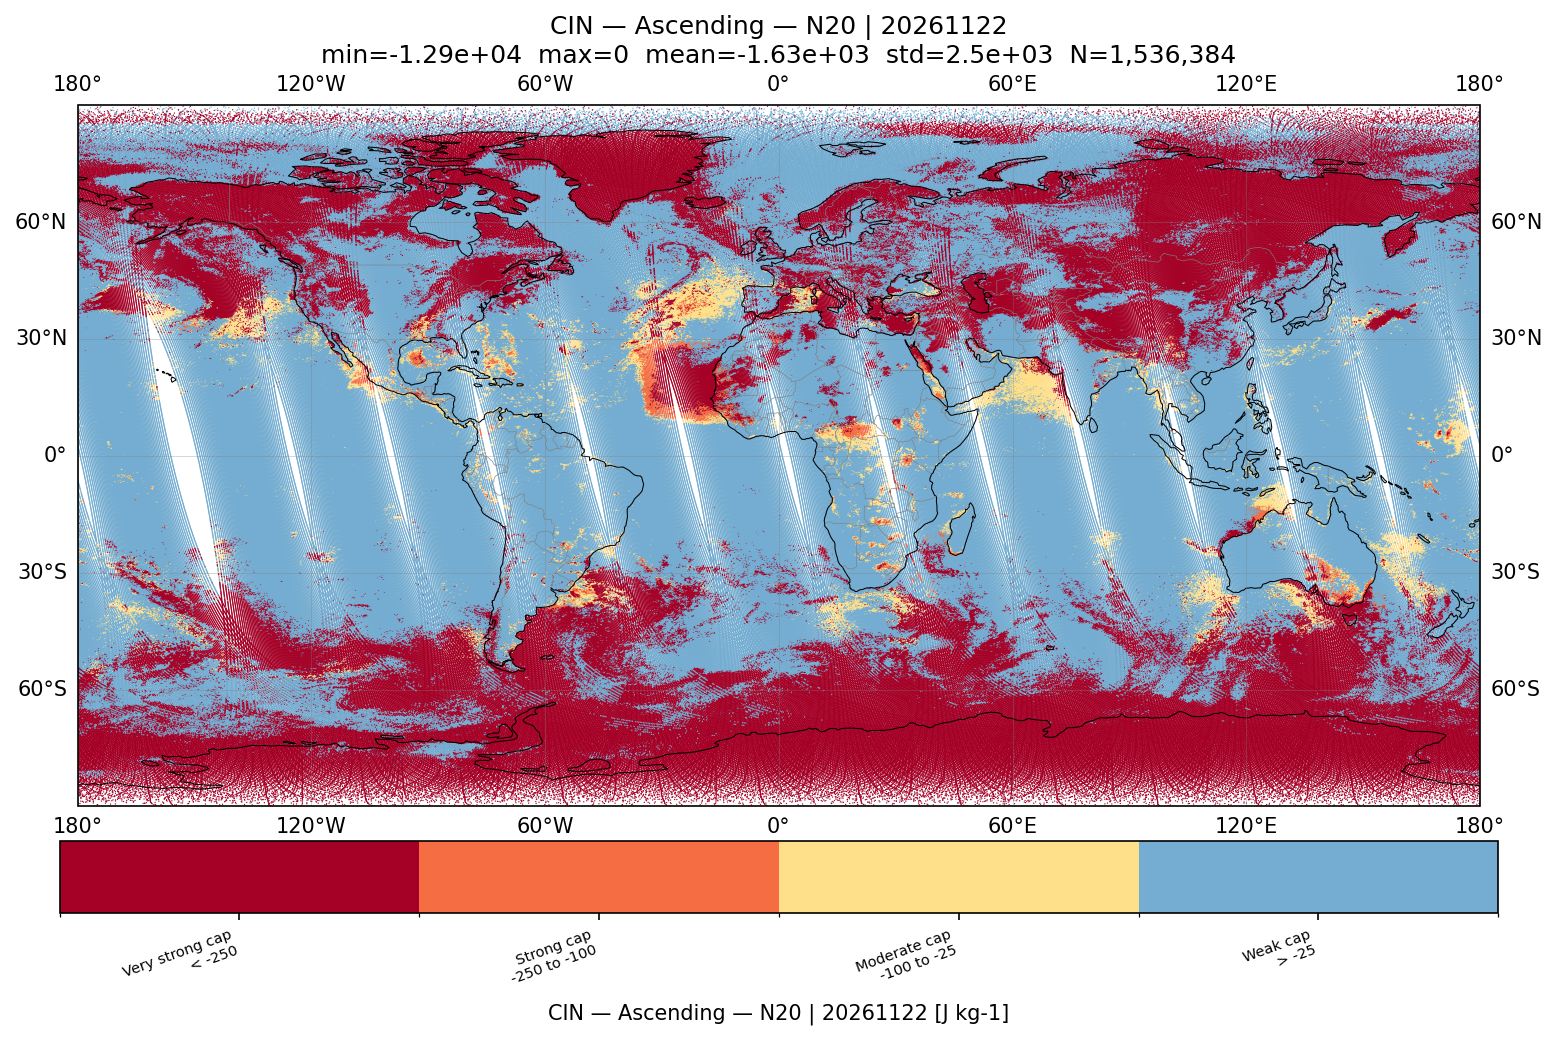 CIN — Ascending — N20 | 20261122
min=-1.29e+04 max=0 mean=-1.63e+03 std=2.5e+03 N=1,536,384
180° 120°W 60°W 0° 60°E 120°E 180°
60°N 60°N
30°N 30°N
0° 0°
30°S 30°S
60°S 60°S
180° 120°W 60°W 0° 60°E 120°E 180°
Very strong cap
< -250
Strong cap
-250 to -100
Moderate cap
-100 to -25
Weak cap
> -25
CIN — Ascending — N20 | 20261122 [J kg-1]